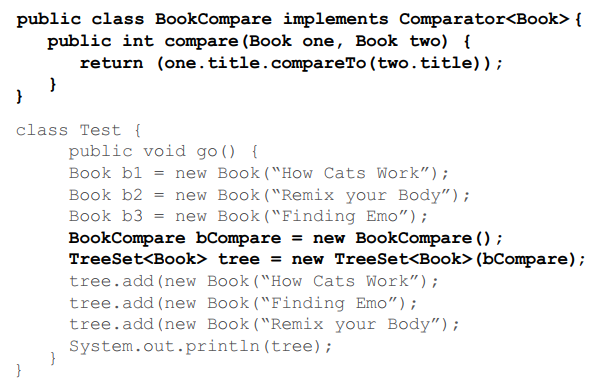 public class BookCompare implements Comparator<Book> {
public int compare(Book one, Book two) {
return (one.title.compareTo(two.title));
}
}
class Test {
public void go() {
Book b1 = new Book(“How Cats Work”);
Book b2 = new Book(“Remix your Body”);
Book b3 = new Book(“Finding Emo”);
BookCompare bCompare = new BookCompare();
TreeSet<Book> tree = new TreeSet<Book>(bCompare);
tree.add(new Book(“How Cats Work”);
tree.add(new Book(“Finding Emo”);
tree.add(new Book(“Remix your Body”);
System.out.println(tree);
}
}